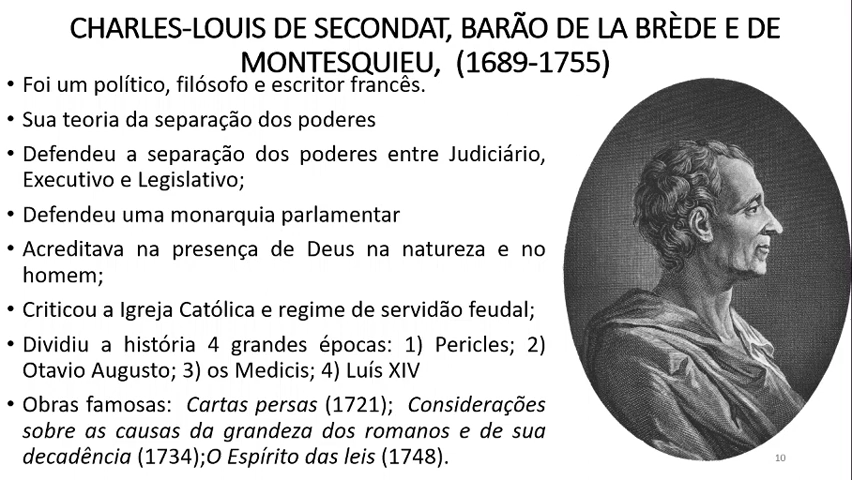 CHARLES-LOUIS DE SECONDAT, BARÃO DE LA BRÈDE E DE
MONTESQUIEU, (1689-1755)
• Foi um político, filósofo e escritor francês.
• Sua teoria da separação dos poderes
• Defendeu a separação dos poderes entre Judiciário,
Executivo e Legislativo;
• Defendeu uma monarquia parlamentar
• Acreditava na presença de Deus na natureza e no
homem;
• Criticou a Igreja Católica e regime de servidão feudal;
• Dividiu a história 4 grandes épocas: 1) Pericles; 2)
Otavio Augusto; 3) os Medicis; 4) Luís XIV
• Obras famosas: Cartas persas (1721); Considerações
sobre as causas da grandeza dos romanos e de sua
decadência (1734);O Espírito das leis (1748).
10